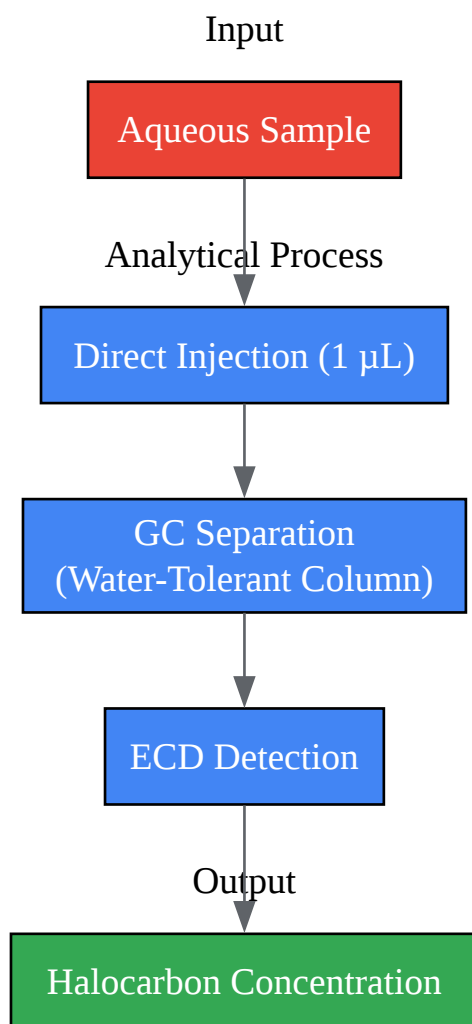 Input
Aqueous Sample
Analytical Process
Direct Injection (1 µL)
GC Separation
(Water-Tolerant Column)
ECD Detection
Output
Halocarbon Concentration